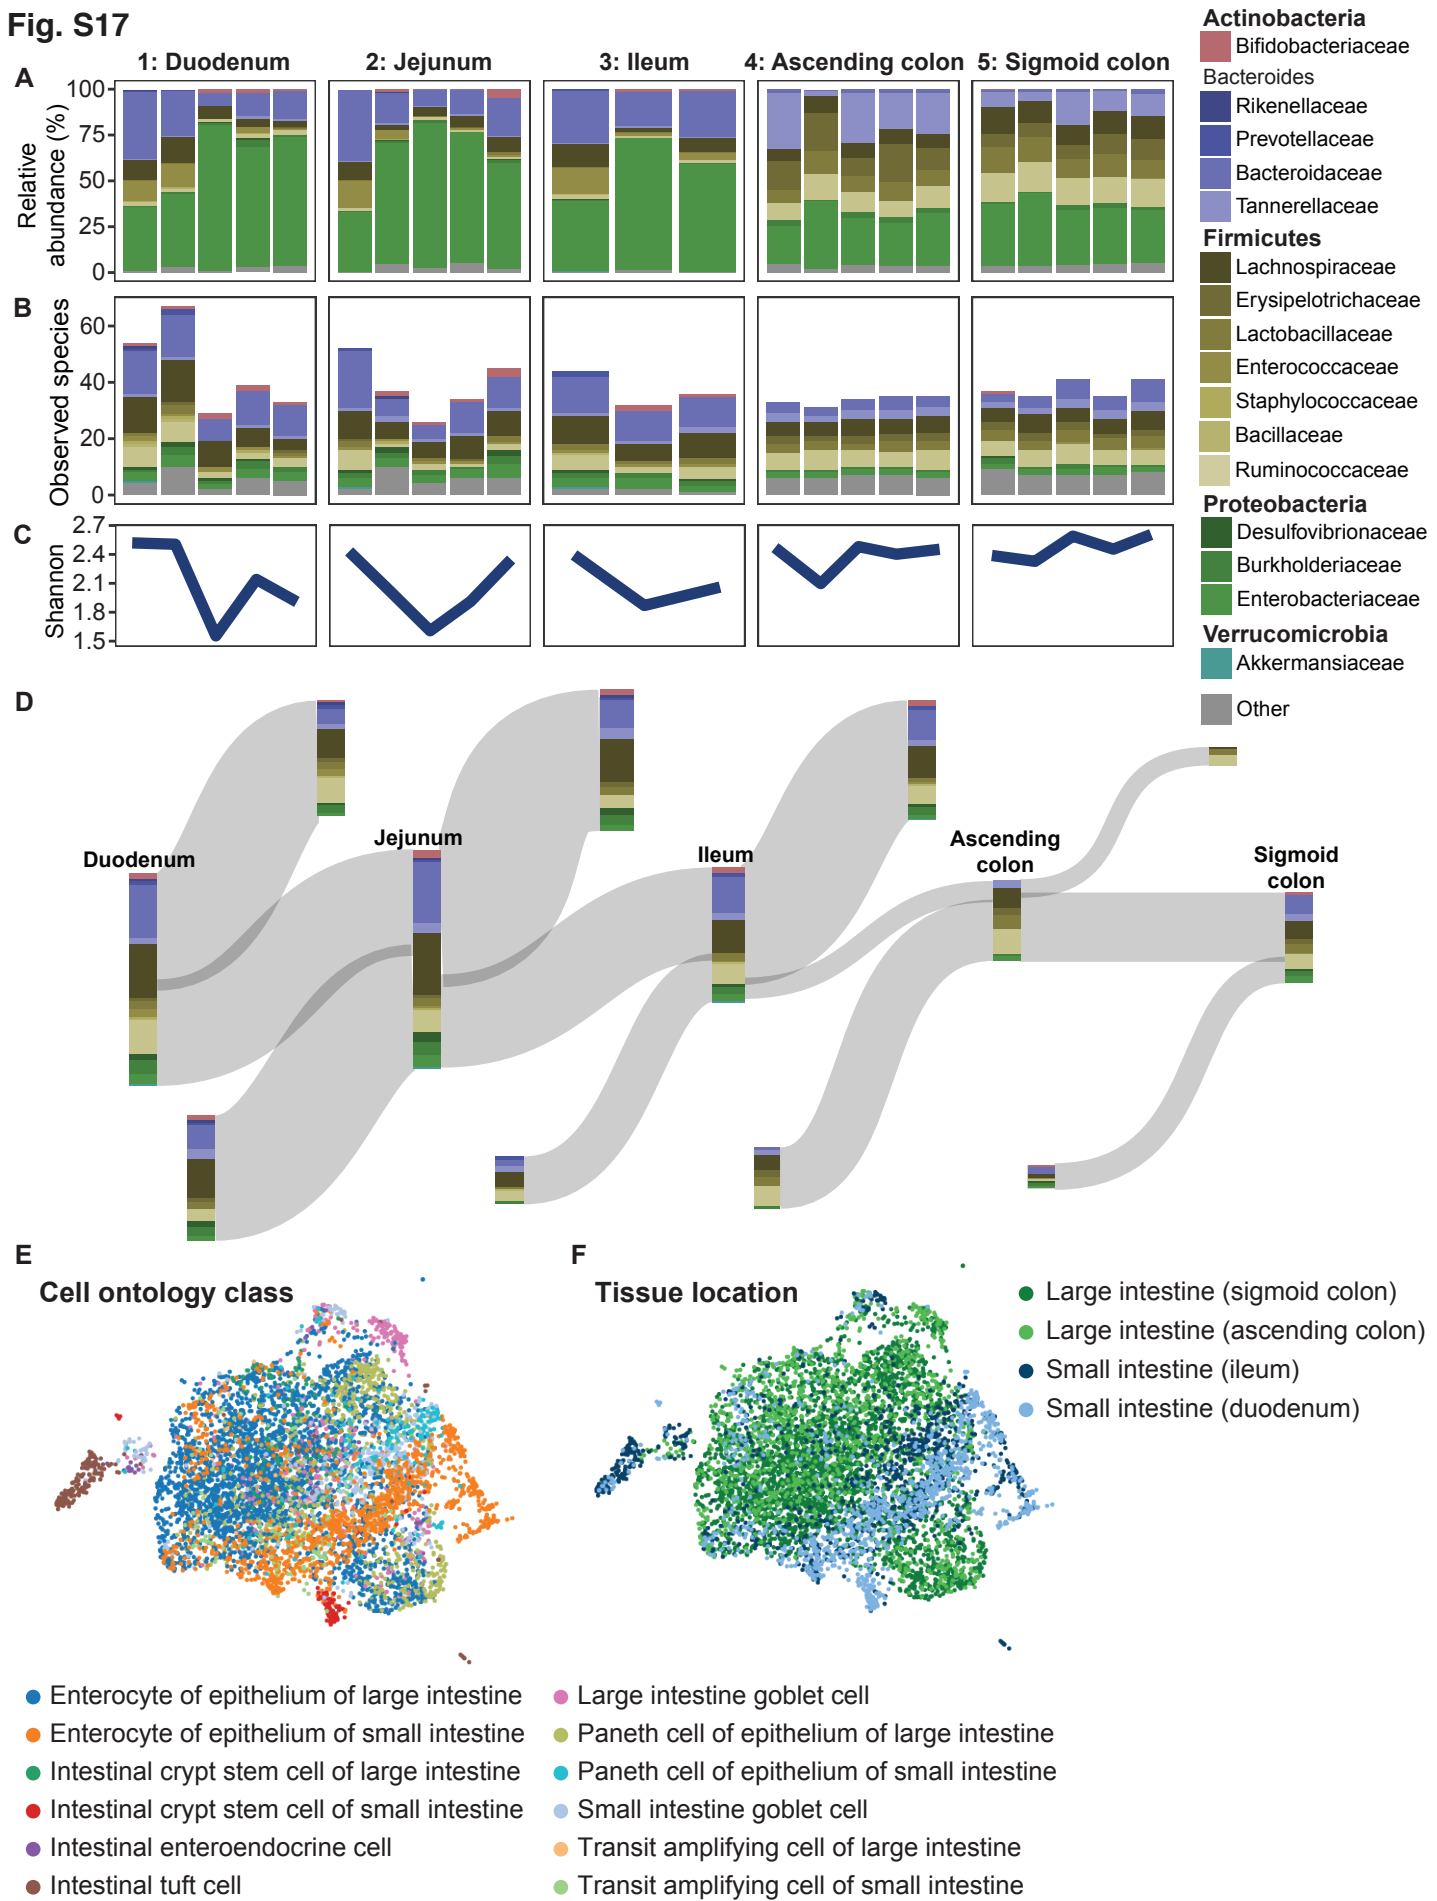 Fig. S17
A
1: Duodenum
2: Jejunum
3: Ileum
4: Ascending colon
5: Sigmoid colon
Relative
abundance (%)
100
75
50
25
0
B
Observed species
60
40
20
0
C
Shannon
2.7
2.4
2.1
1.8
1.5
Actinobacteria
Bifidobacteriaceae
Bacteroides
Rikenellaceae
Prevotellaceae
Bacteroidaceae
Tannerellaceae
Firmicutes
Lachnospiraceae
Erysipelotrichaceae
Lactobacillaceae
Enterococcaceae
Staphylococcaceae
Bacillaceae
Ruminococcaceae
Proteobacteria
Desulfovibrionaceae
Burkholderiaceae
Enterobacteriaceae
Verrucomicrobia
Akkermansiaceae
Other
D
Duodenum
Jejunum
Ileum
Ascending
colon
Sigmoid
colon
E
Cell ontology class
F
Tissue location
Large intestine (sigmoid colon)
Large intestine (ascending colon)
Small intestine (ileum)
Small intestine (duodenum)
Enterocyte of epithelium of large intestine
Enterocyte of epithelium of small intestine
Intestinal crypt stem cell of large intestine
Intestinal crypt stem cell of small intestine
Intestinal enteroendocrine cell
Intestinal tuft cell
Large intestine goblet cell
Paneth cell of epithelium of large intestine
Paneth cell of epithelium of small intestine
Small intestine goblet cell
Transit amplifying cell of large intestine
Transit amplifying cell of small intestine